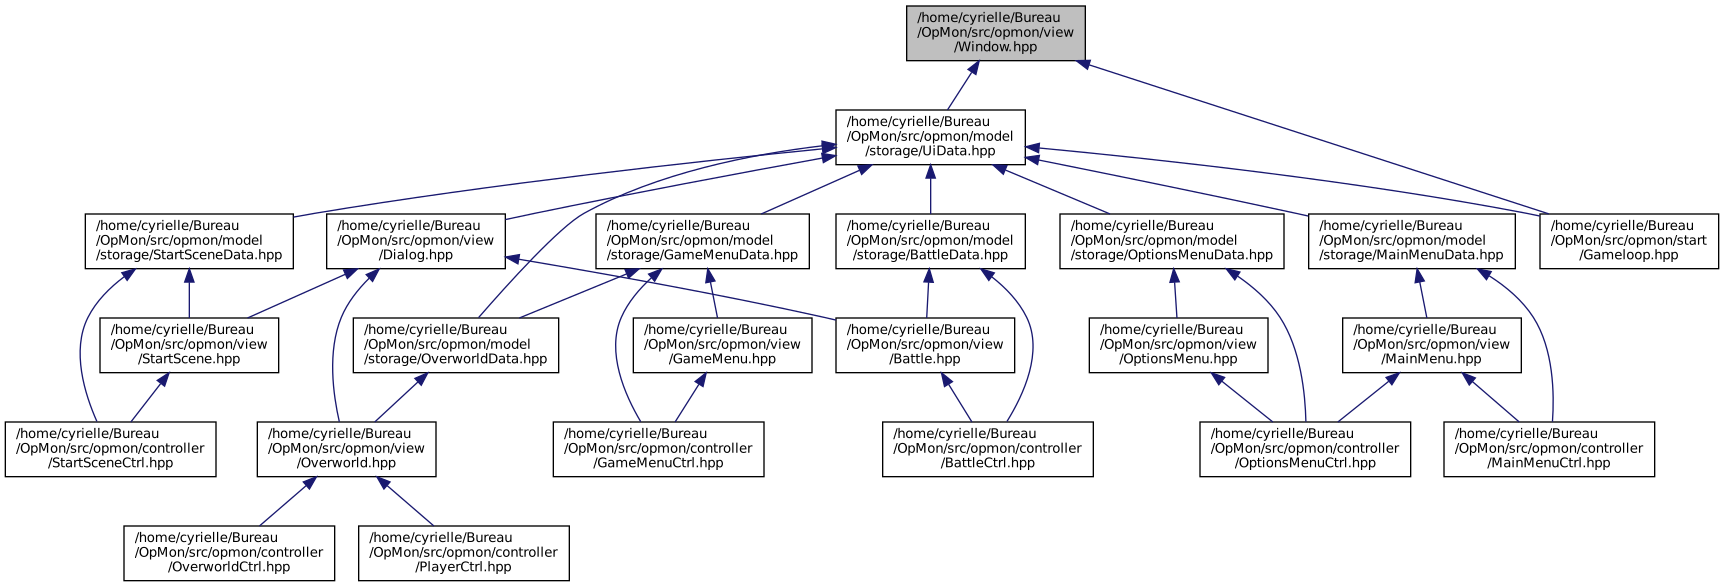 /home/cyrielle/Bureau
/OpMon/src/opmon/view
/Window.hpp
/home/cyrielle/Bureau
/OpMon/src/opmon/model
/storage/UiData.hpp
/home/cyrielle/Bureau
/OpMon/src/opmon/model
/storage/StartSceneData.hpp
/home/cyrielle/Bureau
/OpMon/src/opmon/view
/Dialog.hpp
/home/cyrielle/Bureau
/OpMon/src/opmon/model
/storage/GameMenuData.hpp
/home/cyrielle/Bureau
/OpMon/src/opmon/model
/storage/BattleData.hpp
/home/cyrielle/Bureau
/OpMon/src/opmon/model
/storage/OptionsMenuData.hpp
/home/cyrielle/Bureau
/OpMon/src/opmon/model
/storage/MainMenuData.hpp
/home/cyrielle/Bureau
/OpMon/src/opmon/start
/Gameloop.hpp
/home/cyrielle/Bureau
/OpMon/src/opmon/view
/StartScene.hpp
/home/cyrielle/Bureau
/OpMon/src/opmon/model
/storage/OverworldData.hpp
/home/cyrielle/Bureau
/OpMon/src/opmon/view
/GameMenu.hpp
/home/cyrielle/Bureau
/OpMon/src/opmon/view
/Battle.hpp
/home/cyrielle/Bureau
/OpMon/src/opmon/view
/OptionsMenu.hpp
/home/cyrielle/Bureau
/OpMon/src/opmon/view
/MainMenu.hpp
/home/cyrielle/Bureau
/OpMon/src/opmon/controller
/StartSceneCtrl.hpp
/home/cyrielle/Bureau
/OpMon/src/opmon/view
/Overworld.hpp
/home/cyrielle/Bureau
/OpMon/src/opmon/controller
/GameMenuCtrl.hpp
/home/cyrielle/Bureau
/OpMon/src/opmon/controller
/BattleCtrl.hpp
/home/cyrielle/Bureau
/OpMon/src/opmon/controller
/OptionsMenuCtrl.hpp
/home/cyrielle/Bureau
/OpMon/src/opmon/controller
/MainMenuCtrl.hpp
/home/cyrielle/Bureau
/OpMon/src/opmon/controller
/OverworldCtrl.hpp
/home/cyrielle/Bureau
/OpMon/src/opmon/controller
/PlayerCtrl.hpp